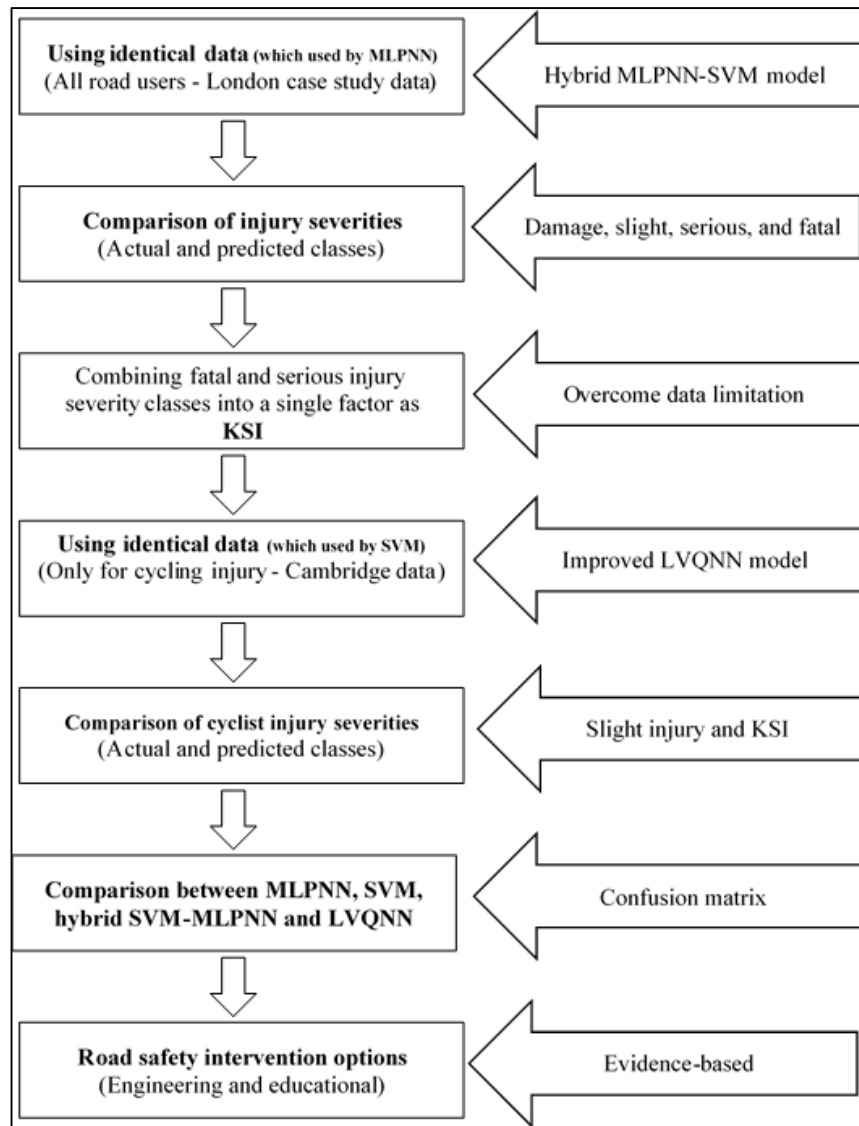 Using identical data (which used by MLPNN)
(All road users - London case study data)
Hybrid MLPNN-SVM model
Comparison of injury severities
(Actual and predicted classes)
Damage, slight, serious, and fatal
Combining fatal and serious injury
severity classes into a single factor as
KSI
Overcome data limitation
Using identical data (which used by SVM)
(Only for cycling injury - Cambridge data)
Improved LVQNN model
Comparison of cyclist injury severities
(Actual and predicted classes)
Slight injury and KSI
Comparison between MLPNN, SVM,
hybrid SVM-MLPNN and LVQNN
Confusion matrix
Road safety intervention options
(Engineering and educational)
Evidence-based